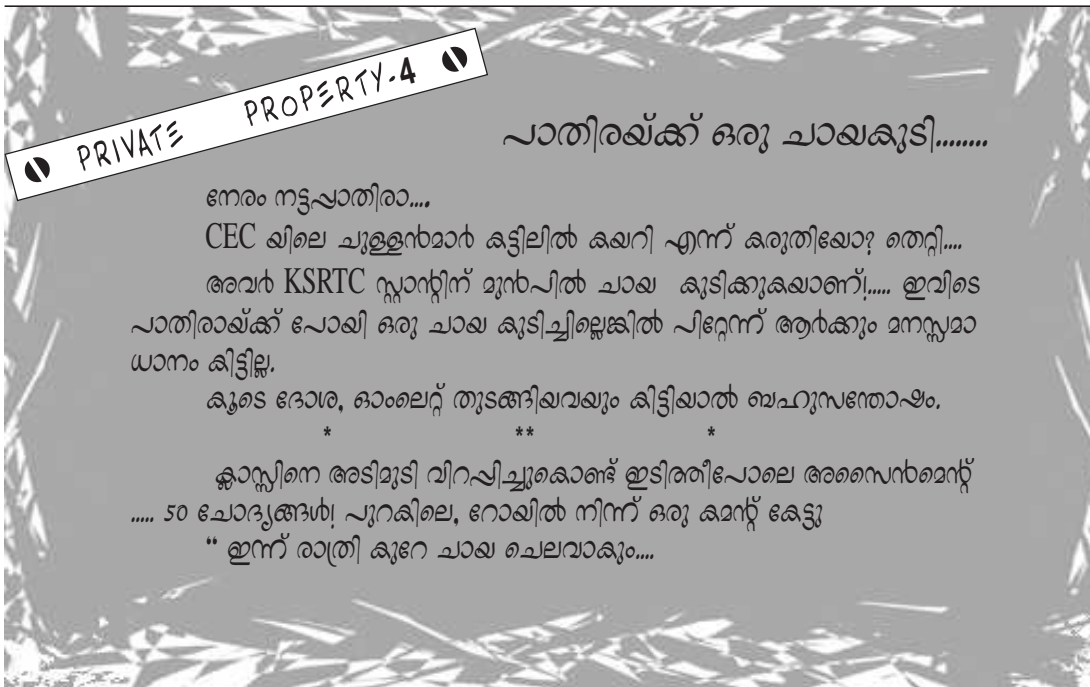 PRIVATE PROPERTY-4
പാതിരയ്ക്ക് ഒരു ചായകുടി........
നേരം നട്ടപ്പാതിരാ....
CEC യിലെ ചുള്ളൻമാർ കട്ടിലിൽ കയറി എന്ന് കരുതിയോ? തെറ്റി....
അവർ KSRTC സ്റ്റാന്റിന് മുൻപിൽ ചായ കുടിക്കുകയാണ്!..... ഇവിടെ
പാതിരായ്ക്ക് പോയി ഒരു ചായ കുടിച്ചില്ലെങ്കിൽ പിറ്റേന്ന് ആർക്കും മനസ്സമാ
ധാനം കിട്ടില്ല.
കൂടെ ദോശ, ഓംലെറ്റ് തുടങ്ങിയവയും കിട്ടിയാൽ ബഹുസന്തോഷം.
* ** *
ക്ലാസ്സിനെ അടിമുടി വിറപ്പിച്ചുകൊണ്ട് ഇടിത്തീപോലെ അസൈൻമെന്റ്
..... 50 ചോദ്യങ്ങൾ! പുറകിലെ, റോയിൽ നിന്ന് ഒരു കമന്റ് കേട്ടു
“ ഇന്ന് രാത്രി കുറേ ചായ ചെലവാകും....